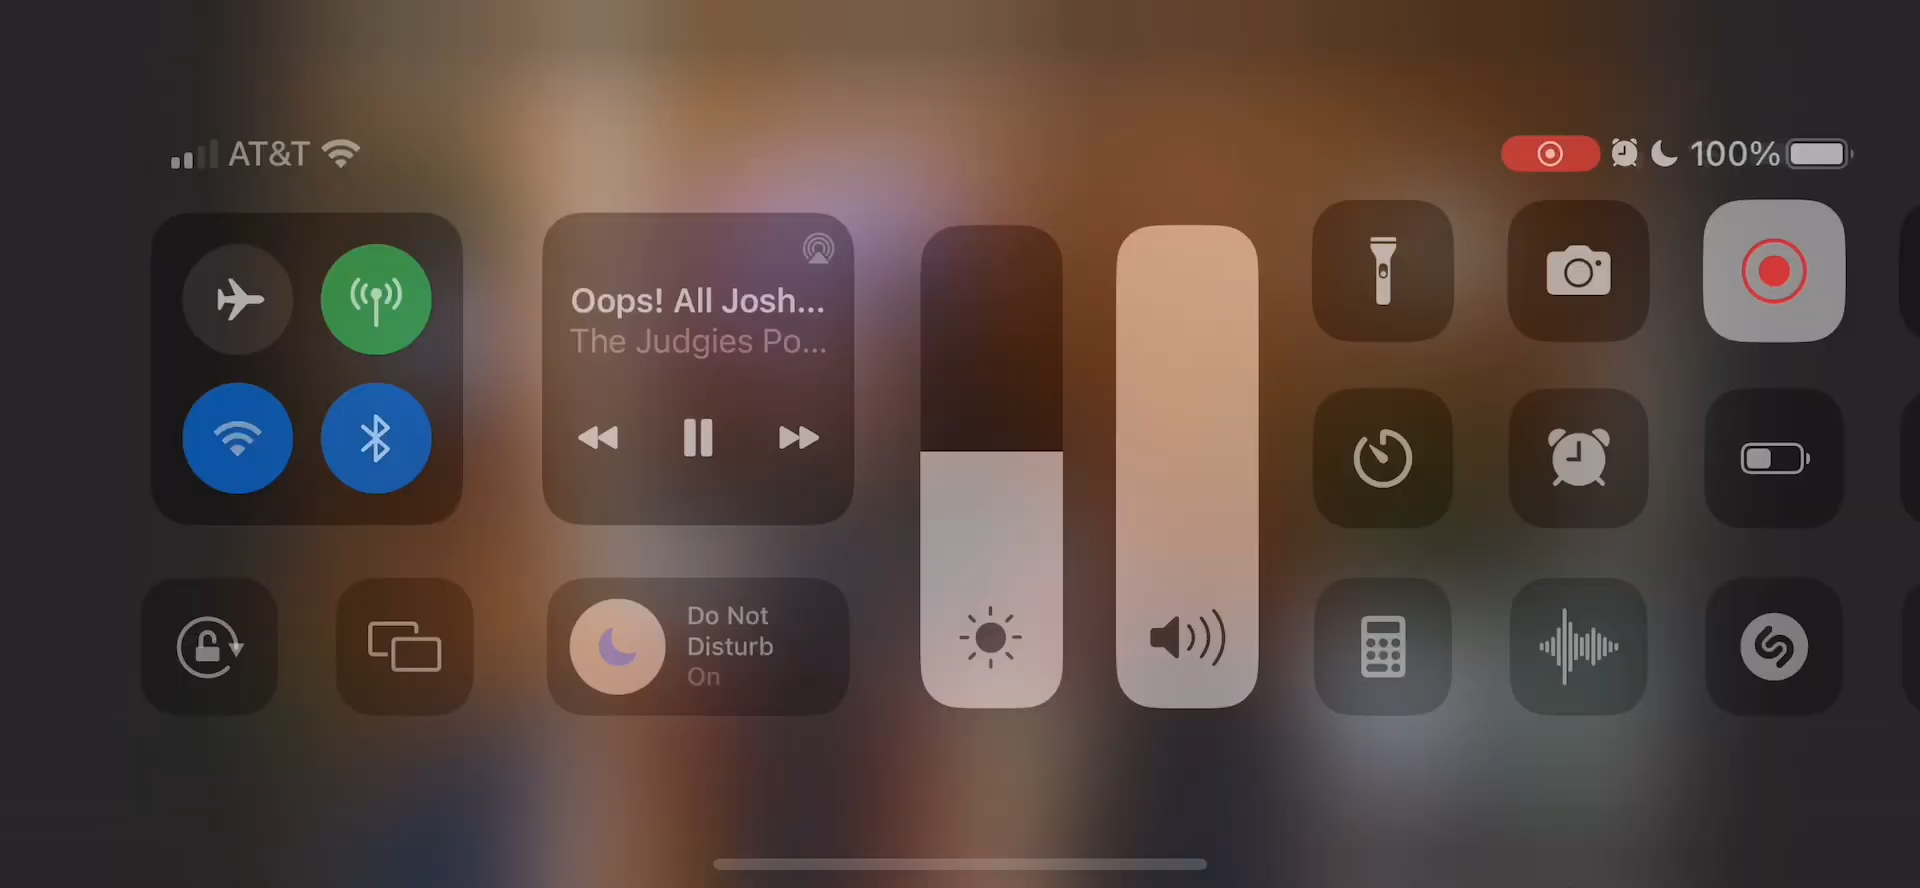 AT&T
100%
Oops! All Josh...
The Judgies Po...
Do Not
Disturb
On